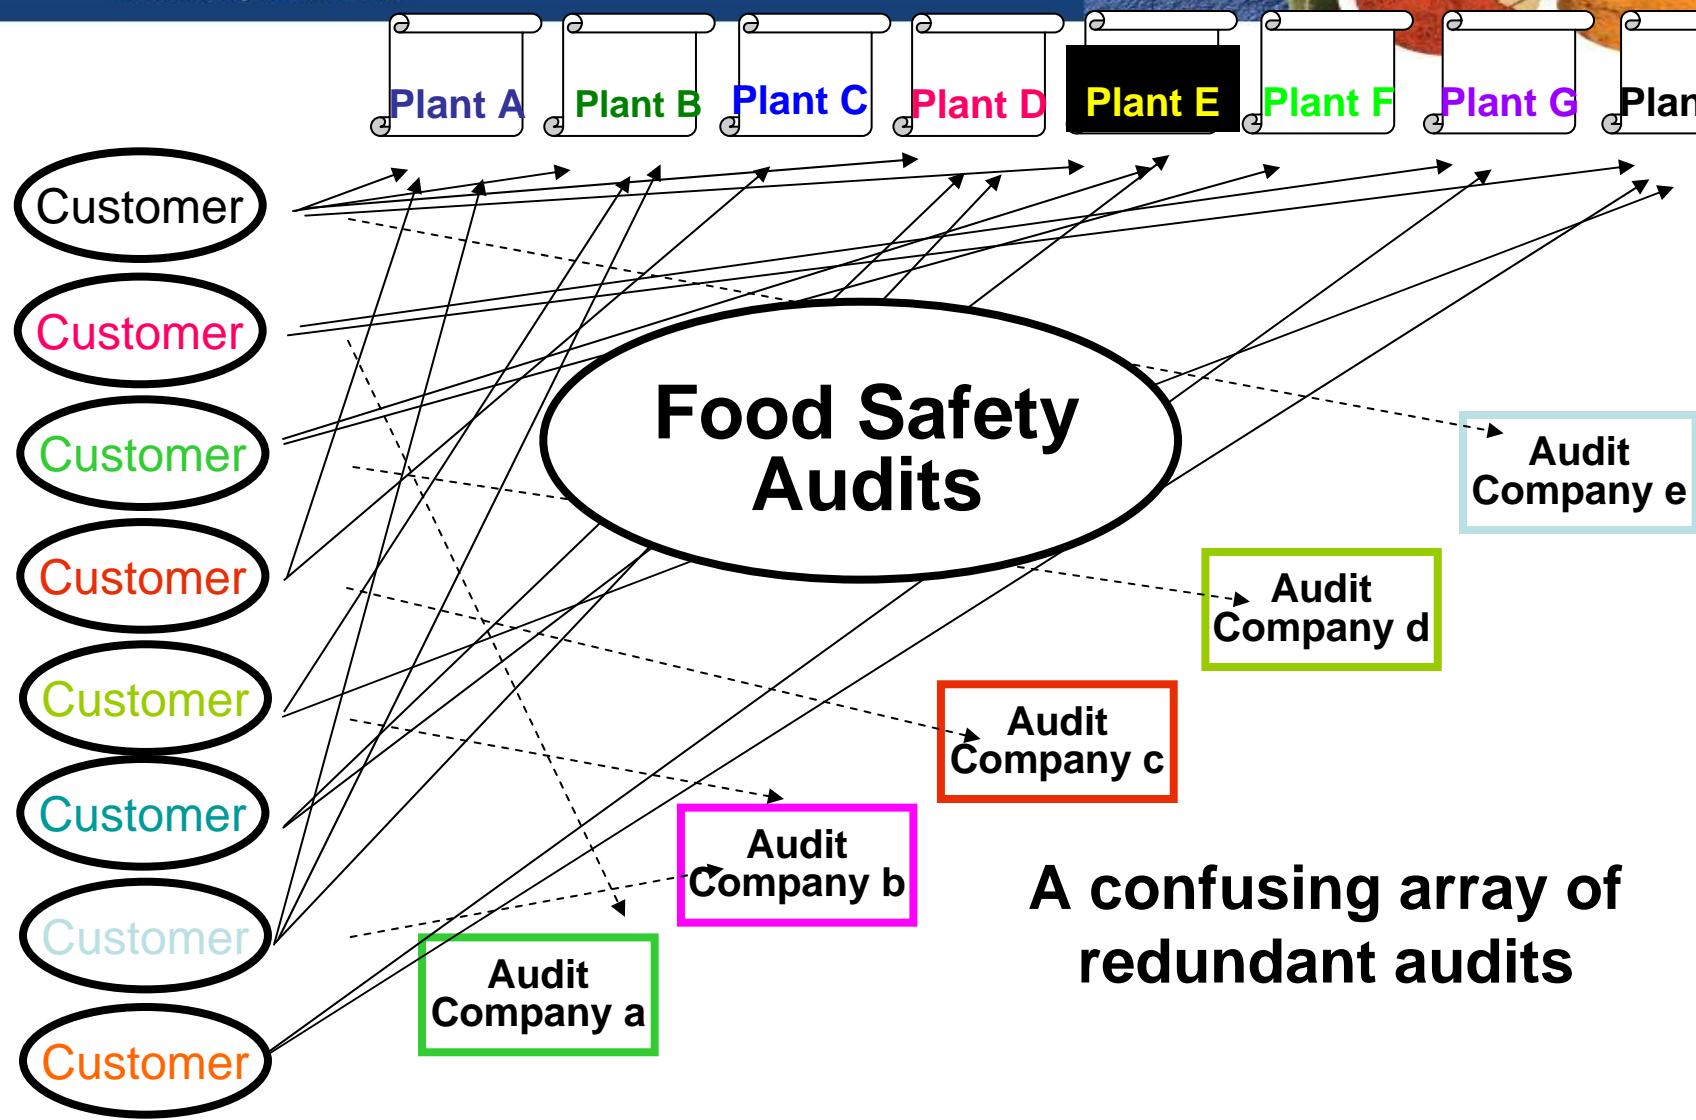 Plant A
Plant B
Plant C
Plant D
Plant E
Plant F
Plant G
Plan
Customer
Customer
Customer
Customer
Customer
Customer
Customer
Customer
Food Safety
Audits
Audit
Company e
Audit
Company d
Audit
Company c
Audit
Company b
Audit
Company a
A confusing array of
redundant audits